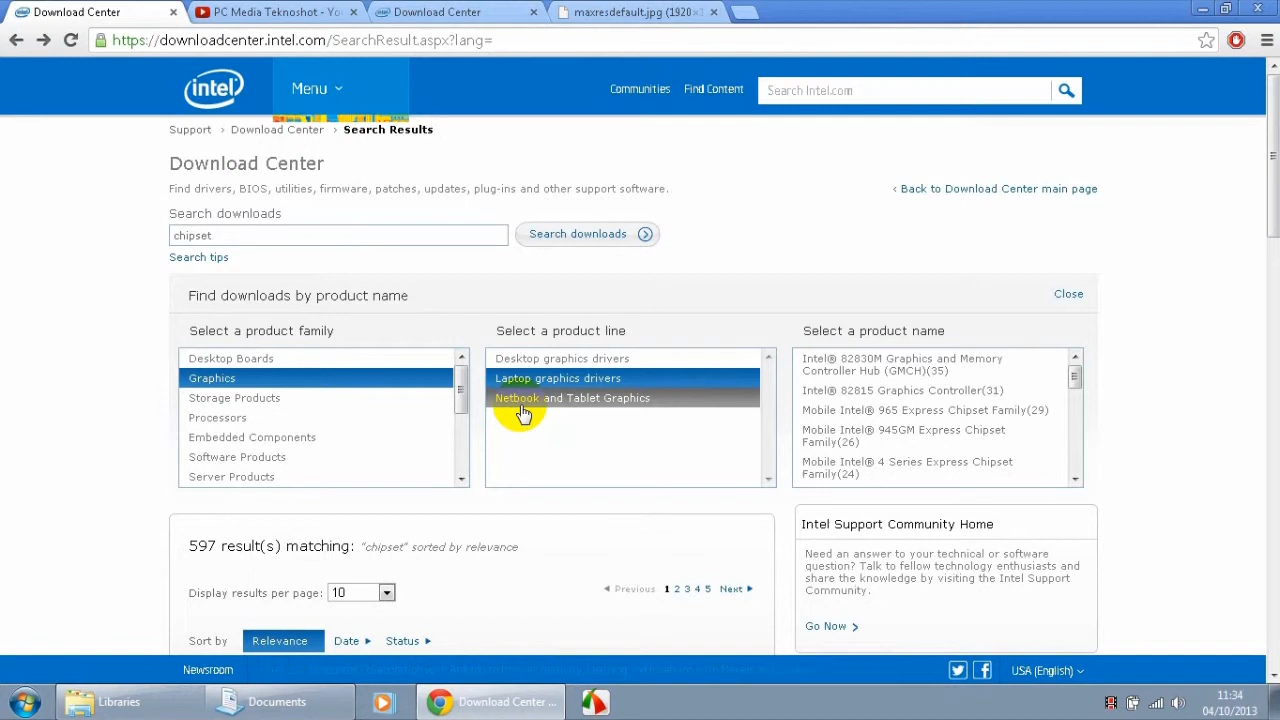 Download Center
PC Media Teknoshot - You
Download Center
maxresdefault.jpg (1920×1
https://downloadcenter.intel.com/SearchResult.aspx?lang=
intel
Menu
Communities
Find Content
Search Intel.com
Support
Download Center
Search Results
Download Center
Find drivers, BIOS, utilities, firmware, patches, updates, plug-ins and other support software.
‹ Back to Download Center main page
Search downloads
chipset
Search downloads
Search tips
Find downloads by product name
Close
Select a product family
Desktop Boards
Graphics
Storage Products
Processors
Embedded Components
Software Products
Server Products
Select a product line
Desktop graphics drivers
Laptop graphics drivers
Netbook and Tablet Graphics
Select a product name
Intel® 82830M Graphics and Memory
Controller Hub (GMCH)(35)
Intel® 82815 Graphics Controller(31)
Mobile Intel® 965 Express Chipset Family(29)
Mobile Intel® 945GM Express Chipset
Family(26)
Mobile Intel® 4 Series Express Chipset
Family(24)
597 result(s) matching: "chipset" sorted by relevance
Display results per page: 10
Previous 1 2 3 4 5 Next
Sort by
Relevance
Date
Status
Intel Support Community Home
Need an answer to your technical or software
question? Talk to fellow technology enthusiasts and
share the knowledge by visiting the Intel Support
Community.
Go Now
Newsroom
USA (English)
Libraries
Documents
Download Center ...
11:34
04/10/2013